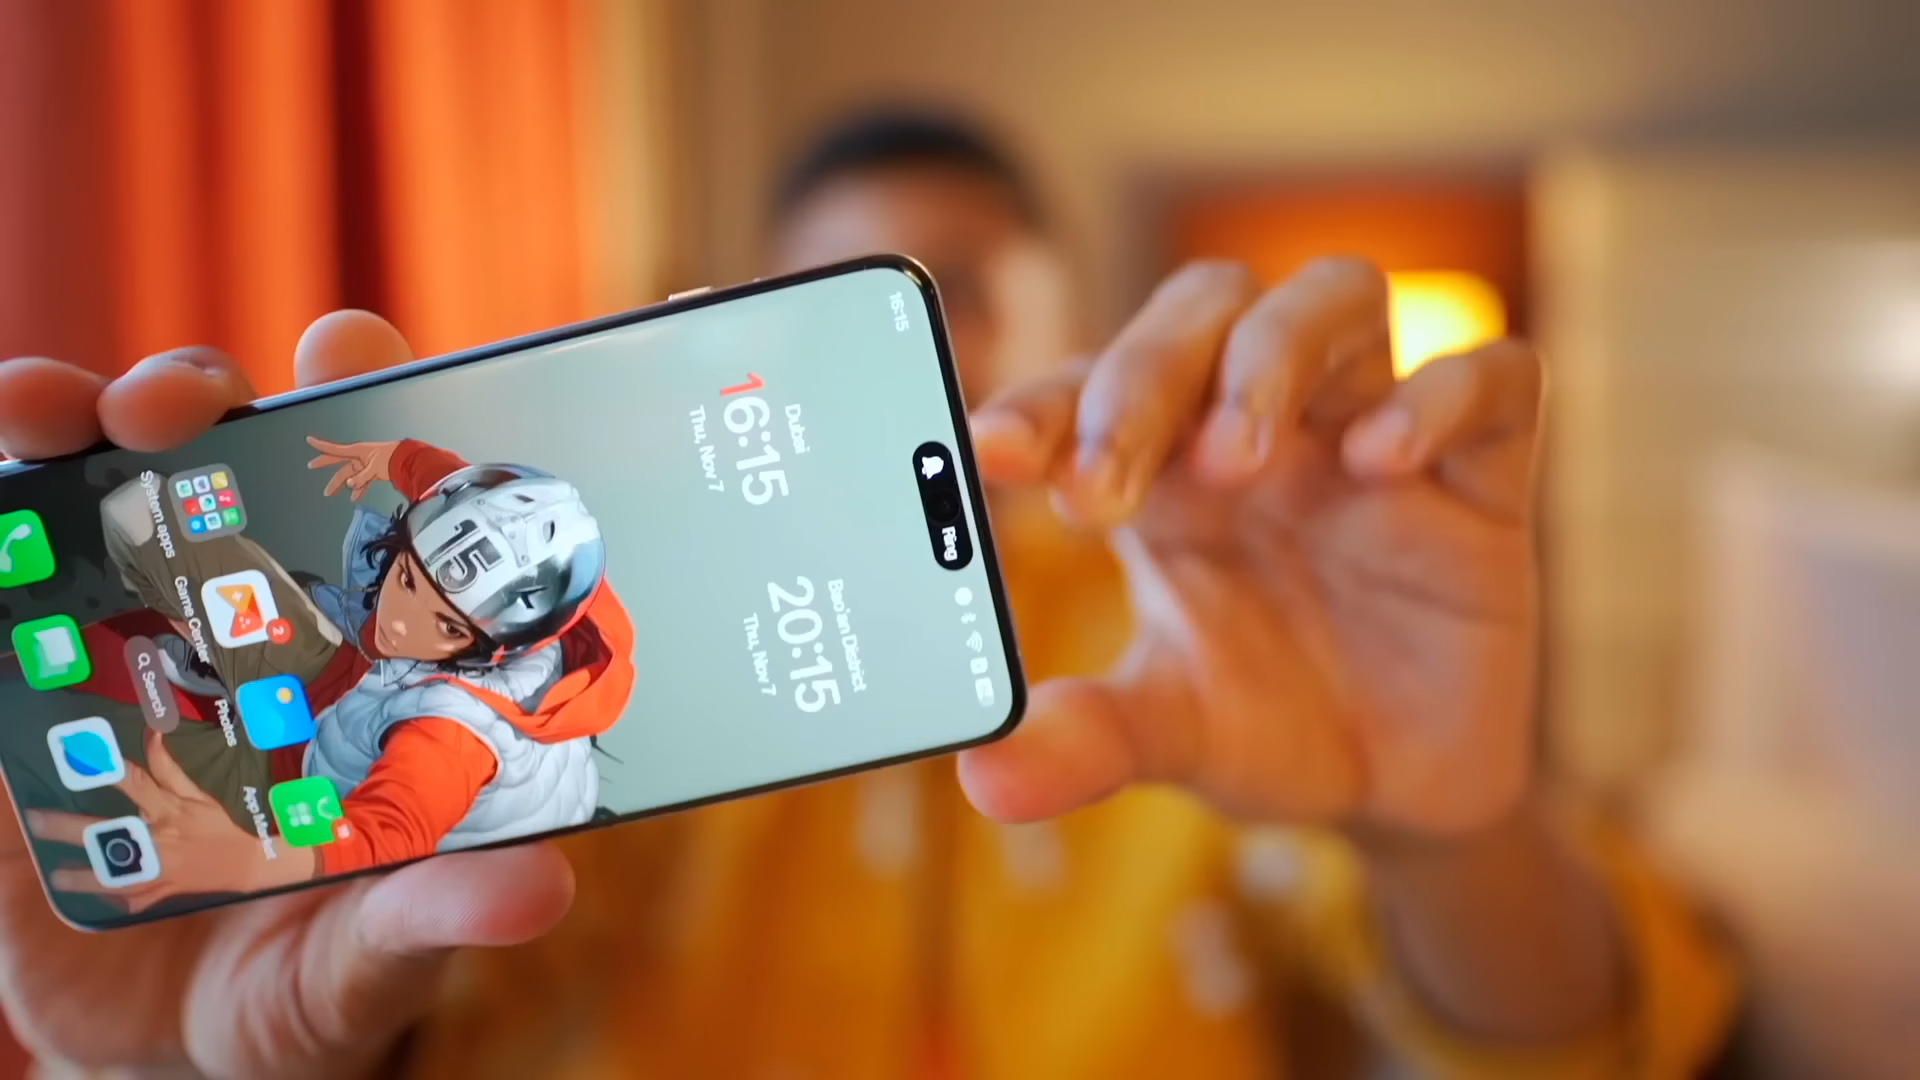 16:15
Ring
Dubai
16:15
Thu, Nov 7
Bao'an District
20:15
Thu, Nov 7
15
System apps
Game Center
2
Photos
App Market
Search